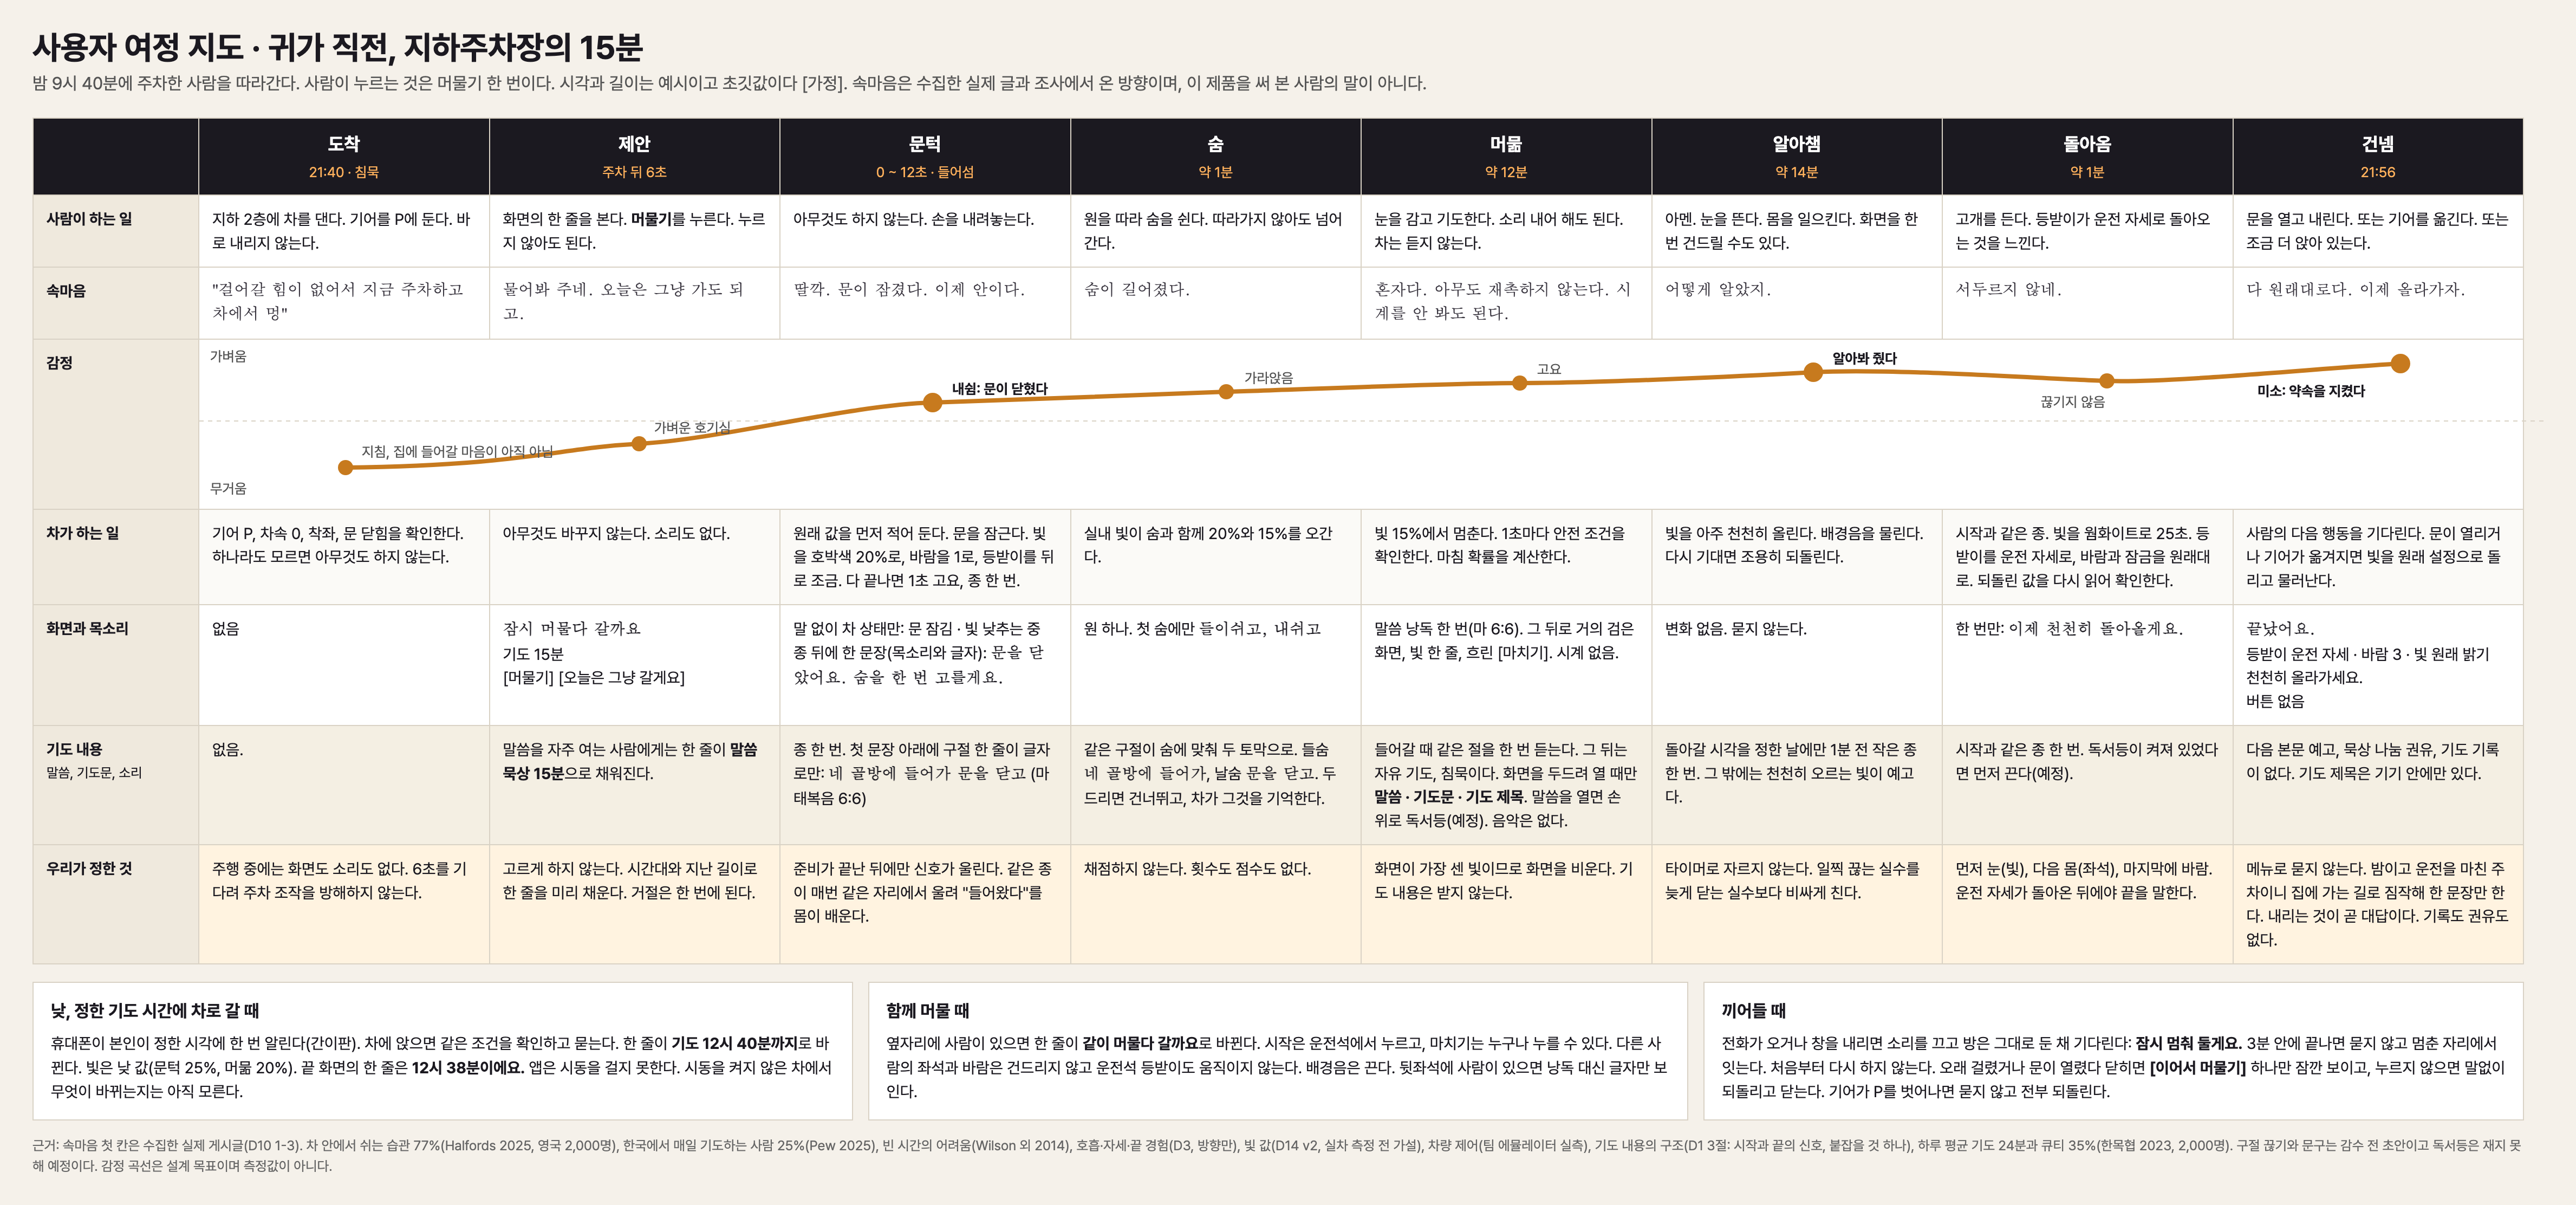 사용자 여정 지도 · 귀가 직전, 지하주차장의 15분
밤 9시 40분에 주차한 사람을 따라간다. 사람이 누르는 것은 머물기 한 번이다. 시각과 길이는 예시이고 초깃값이다 [가정]. 속마음은 수집한 실제 글과 조사에서 온 방향이며, 이 제품을 써 본 사람의 말이 아니다.
도착
21:40 · 침묵
제안
주차 뒤 6초
문턱
0 ~ 12초 · 들어섬
숨
약 1분
머묾
약 12분
알아챔
약 14분
돌아옴
약 1분
건넴
21:56
사람이 하는 일
지하 2층에 차를 댄다. 기어를 P에 둔다. 바
로 내리지 않는다.
화면의 한 줄을 본다. 머물기를 누른다. 누르
지 않아도 된다.
아무것도 하지 않는다. 손을 내려놓는다.
원을 따라 숨을 쉰다. 따라가지 않아도 넘어
간다.
눈을 감고 기도한다. 소리 내어 해도 된다.
차는 듣지 않는다.
아멘. 눈을 뜬다. 몸을 일으킨다. 화면을 한
번 건드릴 수도 있다.
고개를 든다. 등받이가 운전 자세로 돌아오
는 것을 느낀다.
문을 열고 내린다. 또는 기어를 옮긴다. 또는
조금 더 앉아 있는다.
속마음
"걸어갈 힘이 없어서 지금 주차하고
차에서 멍"
물어봐 주네. 오늘은 그냥 가도 되
고.
딸깍. 문이 잠겼다. 이제 안이다.
숨이 길어졌다.
혼자다. 아무도 재촉하지 않는다. 시
계를 안 봐도 된다.
어떻게 알았지.
서두르지 않네.
다 원래대로다. 이제 올라가자.
감정
가벼움
무거움
지침, 집에 들어갈 마음이 아직 아님
가벼운 호기심
내쉼: 문이 닫혔다
가라앉음
고요
알아봐 줬다
끊기지 않음
미소: 약속을 지켰다
차가 하는 일
기어 P, 차속 0, 착좌, 문 닫힘을 확인한다.
하나라도 모르면 아무것도 하지 않는다.
아무것도 바꾸지 않는다. 소리도 없다.
원래 값을 먼저 적어 둔다. 문을 잠근다. 빛
을 호박색 20%로, 바람을 1로, 등받이를 뒤
로 조금. 다 끝나면 1초 고요, 종 한 번.
실내 빛이 숨과 함께 20%와 15%를 오간
다.
빛 15%에서 멈춘다. 1초마다 안전 조건을
확인한다. 마침 확률을 계산한다.
빛을 아주 천천히 올린다. 배경음을 물린다.
다시 기대면 조용히 되돌린다.
시작과 같은 종. 빛을 웜화이트로 25초. 등
받이를 운전 자세로, 바람과 잠금을 원래대
로. 되돌린 값을 다시 읽어 확인한다.
사람의 다음 행동을 기다린다. 문이 열리거
나 기어가 옮겨지면 빛을 원래 설정으로 돌
리고 물러난다.
화면과 목소리
없음
잠시 머물다 갈까요
기도 15분
[머물기] [오늘은 그냥 갈게요]
말 없이 차 상태만: 문 잠김 · 빛 낮추는 중
종 뒤에 한 문장(목소리와 글자): 문을 닫
았어요. 숨을 한 번 고를게요.
원 하나. 첫 숨에만 들이쉬고, 내쉬고
말씀 낭독 한 번(마 6:6). 그 뒤로 거의 검은
화면, 빛 한 줄, 흐린 [마치기]. 시계 없음.
변화 없음. 묻지 않는다.
한 번만: 이제 천천히 돌아올게요.
끝났어요.
등받이 운전 자세 · 바람 3 · 빛 원래 밝기
천천히 올라가세요.
버튼 없음
기도 내용
말씀, 기도문, 소리
없음.
말씀을 자주 여는 사람에게는 한 줄이 말씀
묵상 15분으로 채워진다.
종 한 번. 첫 문장 아래에 구절 한 줄이 글자
로만: 네 골방에 들어가 문을 닫고 (마
태복음 6:6)
같은 구절이 숨에 맞춰 두 토막으로. 들숨
네 골방에 들어가, 날숨 문을 닫고. 두
드리면 건너뛰고, 차가 그것을 기억한다.
들어갈 때 같은 절을 한 번 듣는다. 그 뒤는
자유 기도, 침묵이다. 화면을 두드려 열 때만
말씀 · 기도문 · 기도 제목. 말씀을 열면 손
위로 독서등(예정). 음악은 없다.
돌아갈 시각을 정한 날에만 1분 전 작은 종
한 번. 그 밖에는 천천히 오르는 빛이 예고
다.
시작과 같은 종 한 번. 독서등이 켜져 있었다
면 먼저 끈다(예정).
다음 본문 예고, 묵상 나눔 권유, 기도 기록
이 없다. 기도 제목은 기기 안에만 있다.
우리가 정한 것
주행 중에는 화면도 소리도 없다. 6초를 기
다려 주차 조작을 방해하지 않는다.
고르게 하지 않는다. 시간대와 지난 길이로
한 줄을 미리 채운다. 거절은 한 번에 된다.
준비가 끝난 뒤에만 신호가 울린다. 같은 종
이 매번 같은 자리에서 울려 "들어왔다"를
몸이 배운다.
채점하지 않는다. 횟수도 점수도 없다.
화면이 가장 센 빛이므로 화면을 비운다. 기
도 내용은 받지 않는다.
타이머로 자르지 않는다. 일찍 끊는 실수를
늦게 닫는 실수보다 비싸게 친다.
먼저 눈(빛), 다음 몸(좌석), 마지막에 바람.
운전 자세가 돌아온 뒤에야 끝을 말한다.
메뉴로 묻지 않는다. 밤이고 운전을 마친 주
차이니 집에 가는 길로 짐작해 한 문장만 한
다. 내리는 것이 곧 대답이다. 기록도 권유도
없다.
낮, 정한 기도 시간에 차로 갈 때
휴대폰이 본인이 정한 시각에 한 번 알린다(간이판). 차에 앉으면 같은 조건을 확인하고 묻는다. 한 줄이 기도 12시 40분까지로 바
뀐다. 빛은 낮 값(문턱 25%, 머묾 20%). 끝 화면의 한 줄은 12시 38분이에요. 앱은 시동을 걸지 못한다. 시동을 켜지 않은 차에서
무엇이 바뀌는지는 아직 모른다.
함께 머물 때
옆자리에 사람이 있으면 한 줄이 같이 머물다 갈까요로 바뀐다. 시작은 운전석에서 누르고, 마치기는 누구나 누를 수 있다. 다른 사
람의 좌석과 바람은 건드리지 않고 운전석 등받이도 움직이지 않는다. 배경음은 끈다. 뒷좌석에 사람이 있으면 낭독 대신 글자만 보
인다.
끼어들 때
전화가 오거나 창을 내리면 소리를 끄고 방은 그대로 둔 채 기다린다: 잠시 멈춰 둘게요. 3분 안에 끝나면 묻지 않고 멈춘 자리에서
잇는다. 처음부터 다시 하지 않는다. 오래 걸렸거나 문이 열렸다 닫히면 [이어서 머물기] 하나만 잠깐 보이고, 누르지 않으면 말없이
되돌리고 닫는다. 기어가 P를 벗어나면 묻지 않고 전부 되돌린다.
근거: 속마음 첫 칸은 수집한 실제 게시글(D10 1-3). 차 안에서 쉬는 습관 77%(Halfords 2025, 영국 2,000명), 한국에서 매일 기도하는 사람 25%(Pew 2025), 빈 시간의 어려움(Wilson 외 2014), 호흡·자세·끝 경험(D3, 방향만), 빛 값(D14 v2, 실차 측정 전 가설), 차량 제어(팀 에뮬레이터 실측), 기도 내용의 구조(D1 3절: 시작과 끝의 신호, 붙잡을 것 하나), 하루 평균 기도 24분과 큐티 35%(한목협 2023, 2,000명). 구절 끊기와 문구는 감수 전 초안이고 독서등은 재지 못
해 예정이다. 감정 곡선은 설계 목표이며 측정값이 아니다.